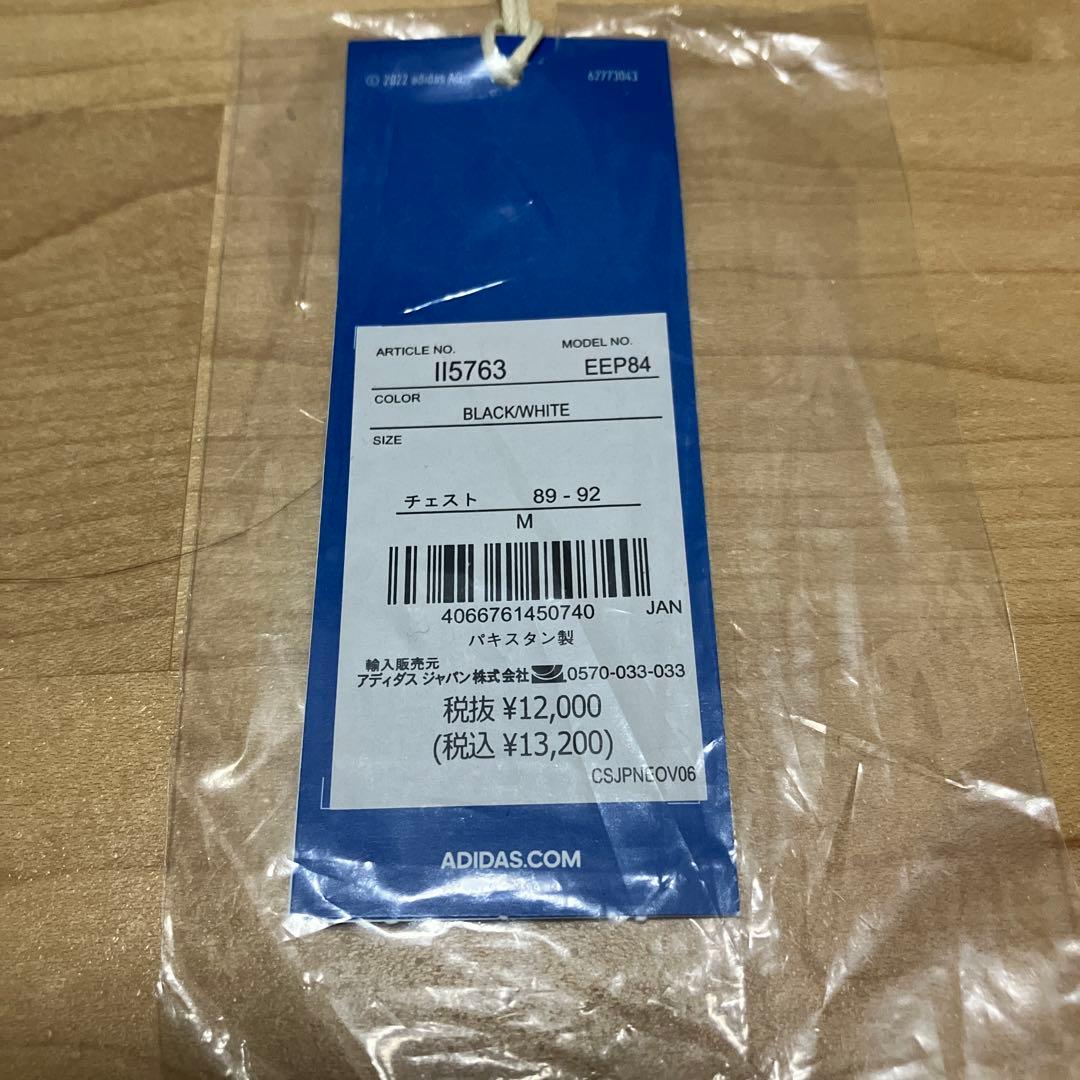 © 2022 adidas AG. 62773043
ARTICLE NO. MODEL NO.
II5763 EEP84
COLOR
BLACK/WHITE
SIZE
チェスト 89 - 92
M
4066761450740 JAN
パキスタン製
輸入販売元
アディダス ジャパン株式会社 0570-033-033
税抜 ¥12,000
(税込 ¥13,200)
CSJPNEOV06
ADIDAS.COM